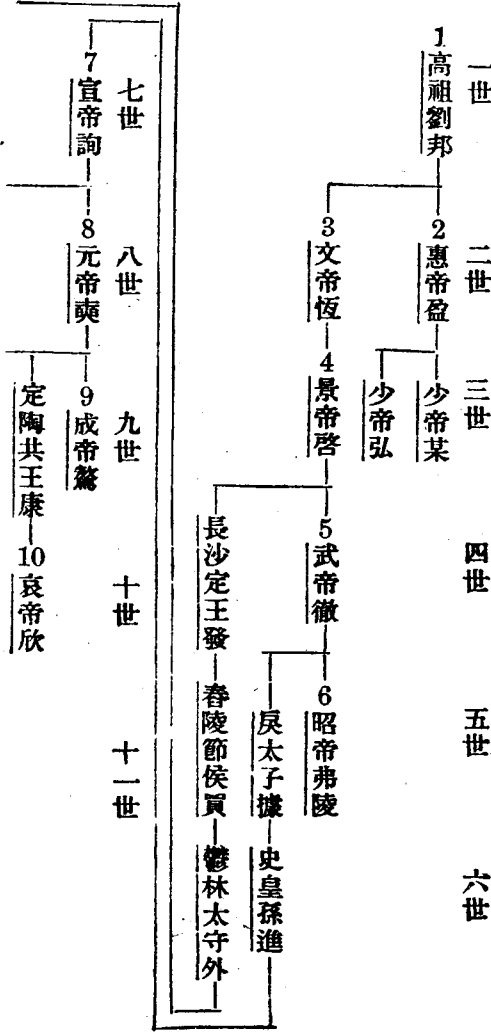 一世
二世
三世
四世
五世
六世
1 高祖劉邦
2 惠帝盈
3 文帝恆
少帝某
少帝弘
4 景帝啓
5 武帝徹
長沙定王發
6 昭帝弗陵
戾太子據
舂陵節侯買
史皇孫進
鬱林太守外
七世
八世
九世
十世
十一世
7 宣帝詢
8 元帝奭
9 成帝驁
定陶共王康
10 哀帝欣